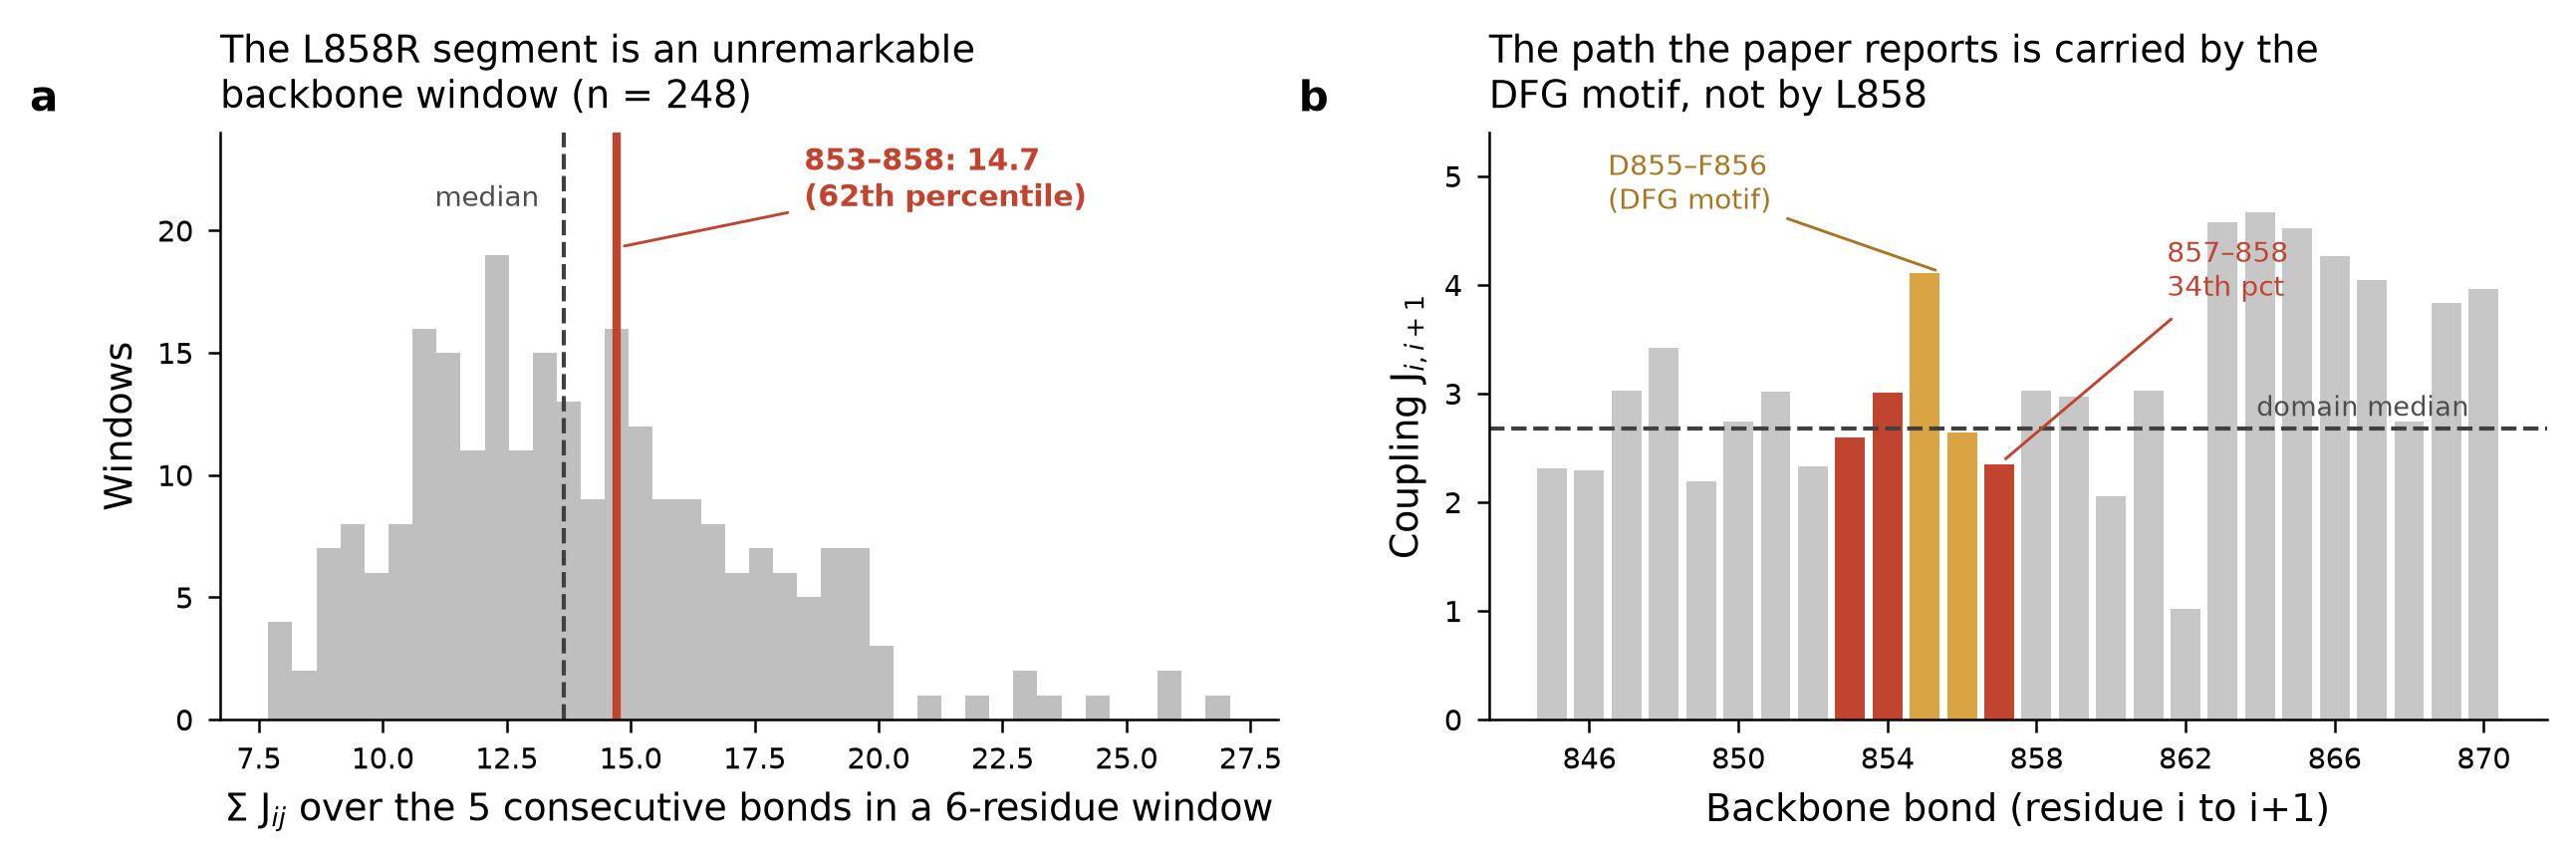 a
The L858R segment is an unremarkable
backbone window (n = 248)
853–858: 14.7
(62th percentile)
median
Windows
20
15
10
5
0
7.5 10.0 12.5 15.0 17.5 20.0 22.5 25.0 27.5
Σ Jij over the 5 consecutive bonds in a 6-residue window
b
The path the paper reports is carried by the
DFG motif, not by L858
D855–F856
(DFG motif)
857–858
34th pct
domain median
Coupling Ji, i + 1
5
4
3
2
1
0
846 850 854 858 862 866 870
Backbone bond (residue i to i+1)